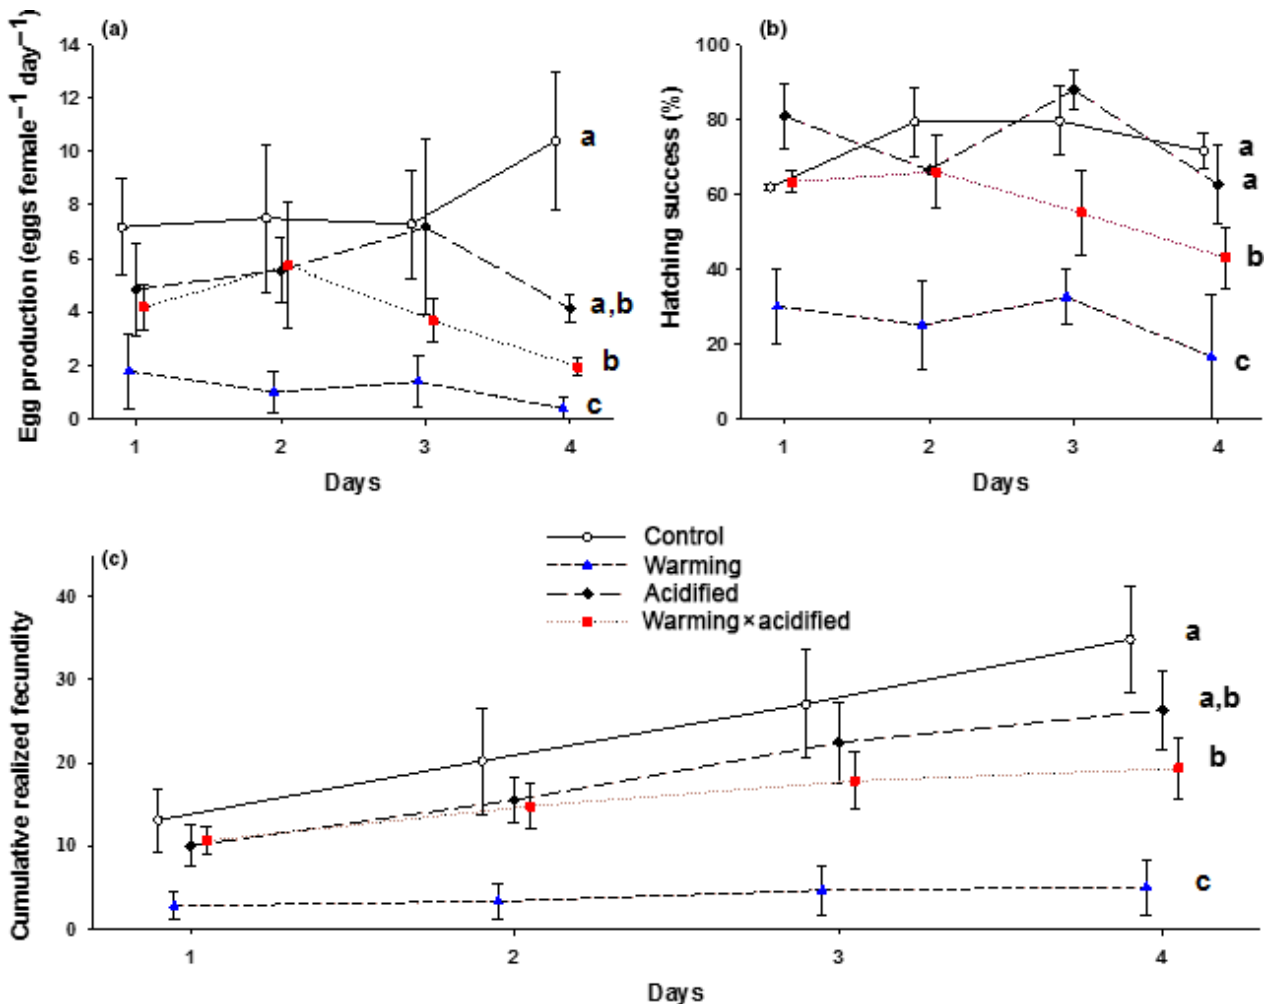 (a)
Egg production (eggs female⁻¹ day⁻¹)
14
12
10
8
6
4
2
0
a
a,b
b
c
1 2 3 4
Days
(b)
Hatching success (%)
100
80
60
40
20
0
a
a
b
c
1 2 3 4
Days
Control
Warming
Acidified
Warming × acidified
(c)
Cumulative realized fecundity
40
30
20
10
0
a
a,b
b
c
1 2 3 4
Days